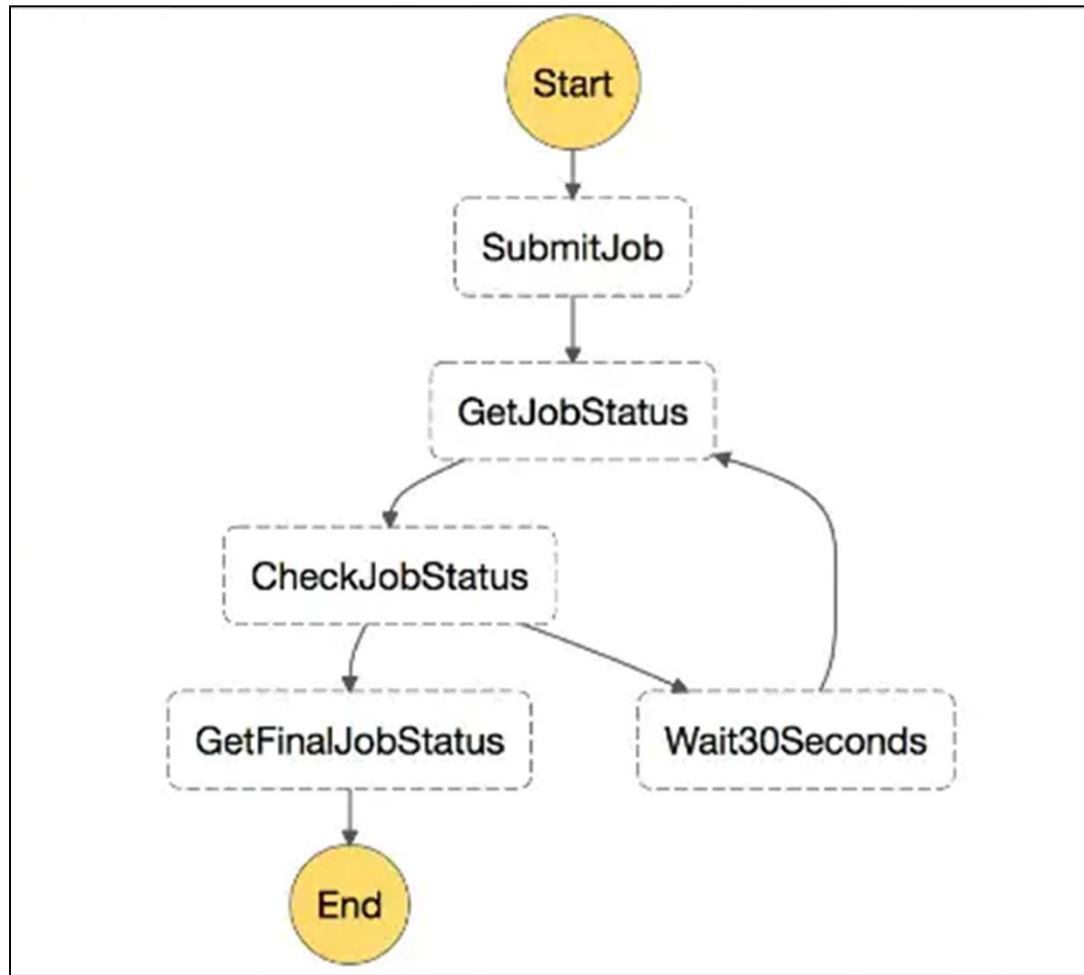 Start
SubmitJob
GetJobStatus
CheckJobStatus
GetFinalJobStatus
Wait30Seconds
End